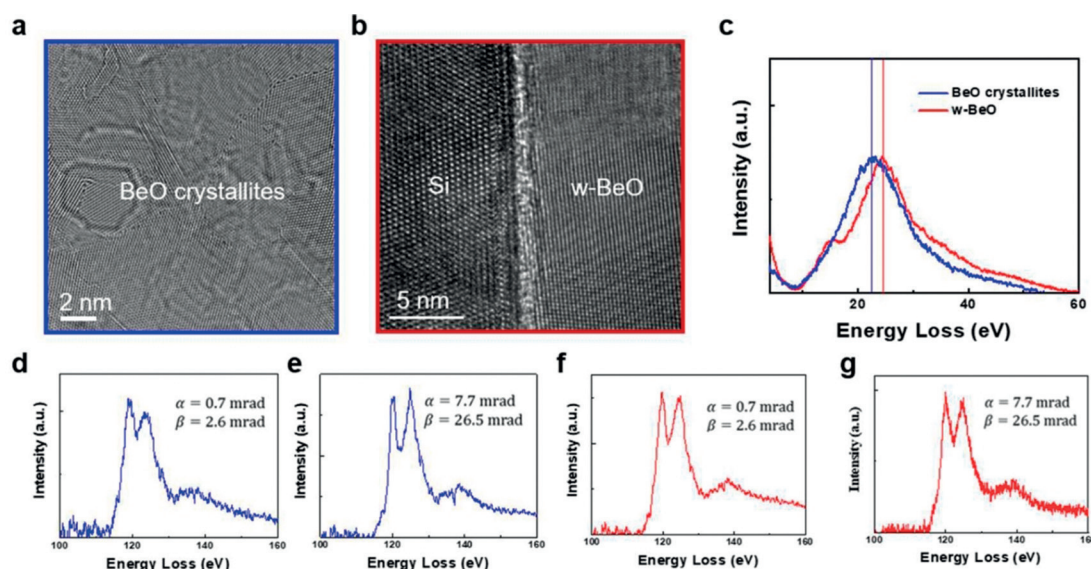 a
b
c
BeO crystallites
2 nm
Si
w-BeO
5 nm
Intensity (a.u.)
BeO crystallites
w-BeO
20
40
60
Energy Loss (eV)
d
e
f
g
Intensity (a.u.)
α = 0.7 mrad
β = 2.6 mrad
100
120
140
160
Energy Loss (eV)
Intensity (a.u.)
α = 7.7 mrad
β = 26.5 mrad
100
120
140
160
Energy Loss (eV)
Intensity (a.u.)
α = 0.7 mrad
β = 2.6 mrad
100
120
140
160
Energy Loss (eV)
Intensity (a.u.)
α = 7.7 mrad
β = 26.5 mrad
100
120
140
160
Energy Loss (eV)